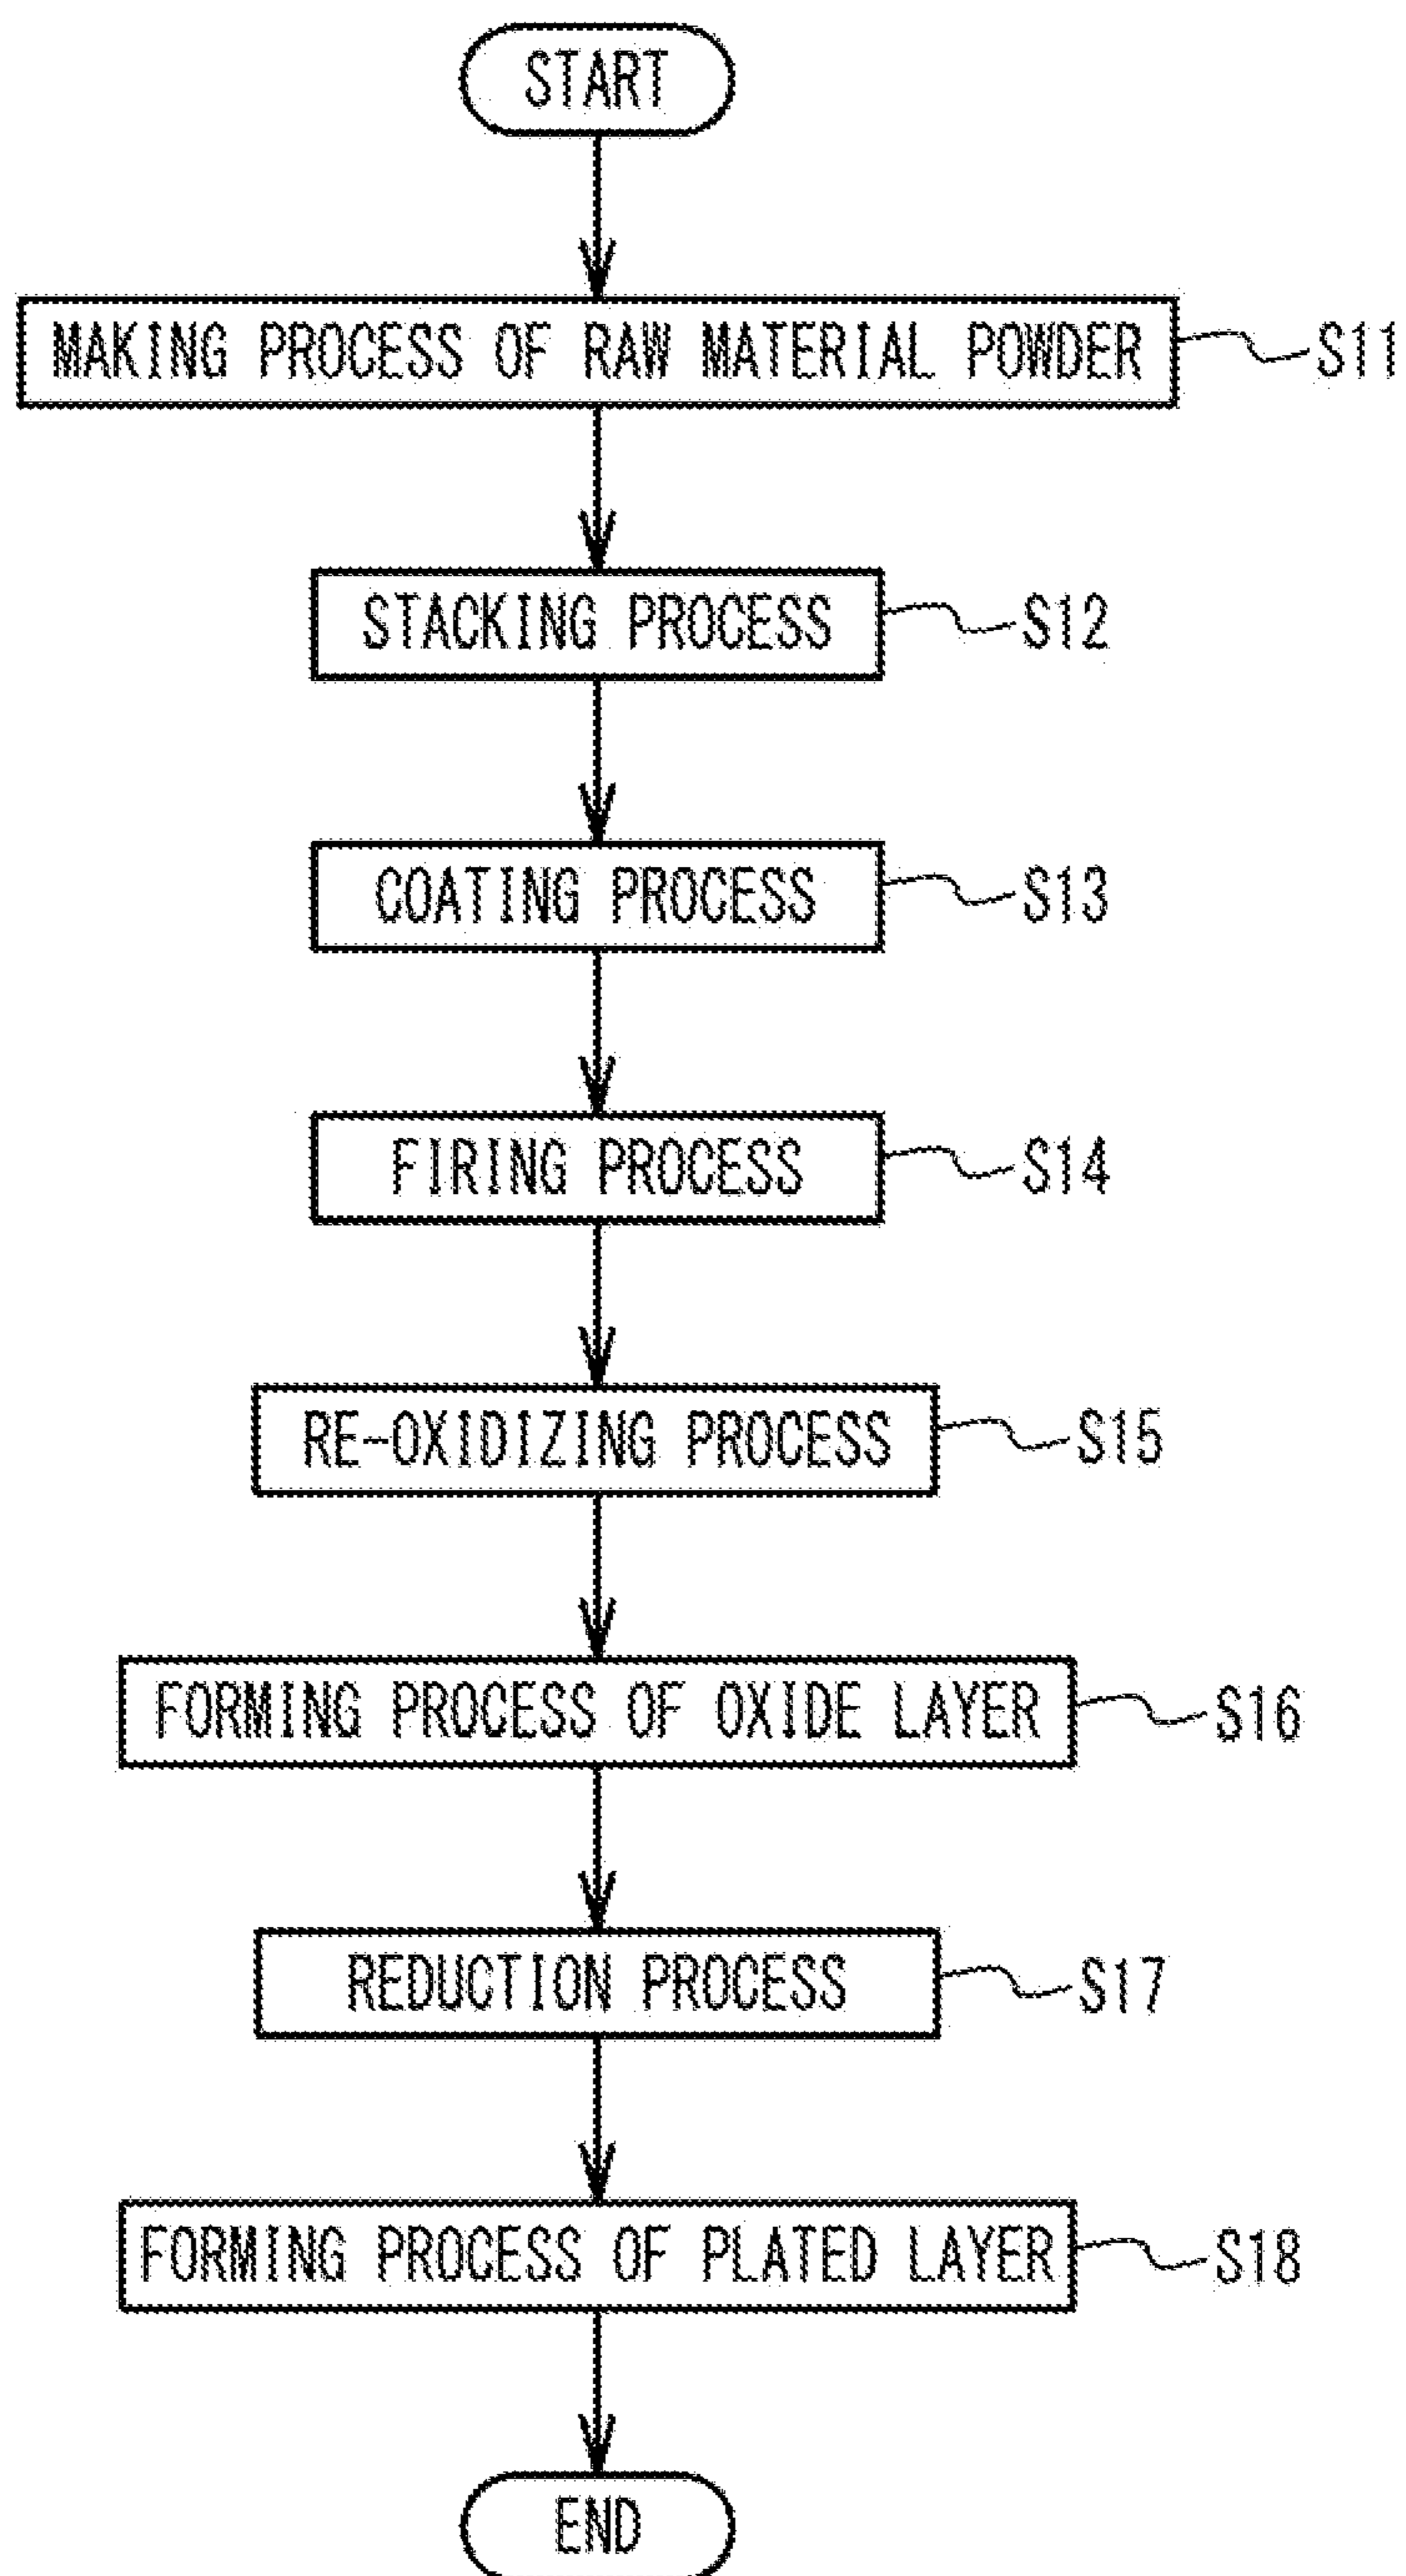 START
MAKING PROCESS OF RAW MATERIAL POWDER S11
STACKING PROCESS S12
COATING PROCESS S13
FIRING PROCESS S14
RE-OXIDIZING PROCESS S15
FORMING PROCESS OF OXIDE LAYER S16
REDUCTION PROCESS S17
FORMING PROCESS OF PLATED LAYER S18
END